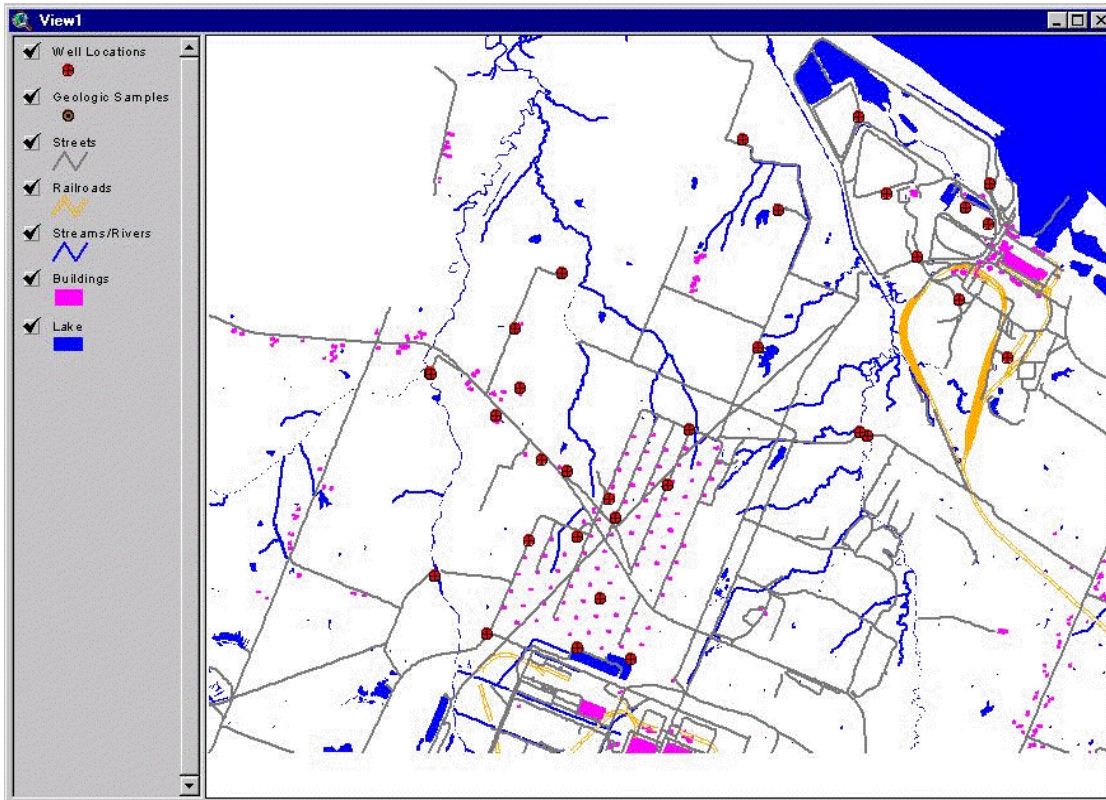 View1
Well Locations
Geologic Samples
Streets
Railroads
Streams/Rivers
Buildings
Lake